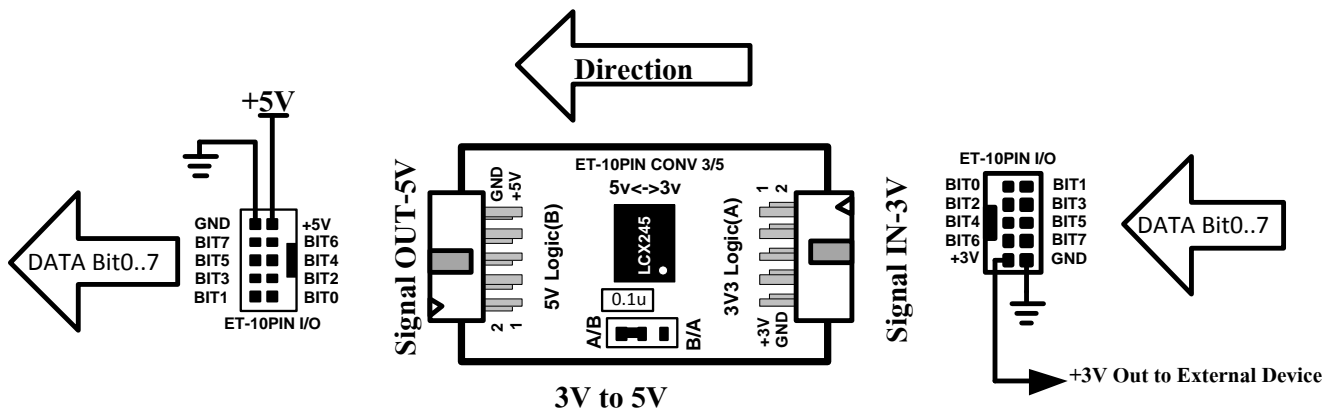 Direction
+5V
GND
+5V
BIT7
BIT6
BIT5
BIT4
BIT3
BIT2
BIT1
BIT0
ET-10PIN I/O
DATA Bit0..7
Signal OUT-5V
ET-10PIN CONV 3/5
5v<->3v
GND
+5V
5V Logic(B)
2
1
LCX245
0.1u
A/B
B/A
1
2
3V3 Logic(A)
+3V
GND
3V to 5V
Signal IN-3V
ET-10PIN I/O
BIT0
BIT1
BIT2
BIT3
BIT4
BIT5
BIT6
BIT7
+3V
GND
DATA Bit0..7
+3V Out to External Device